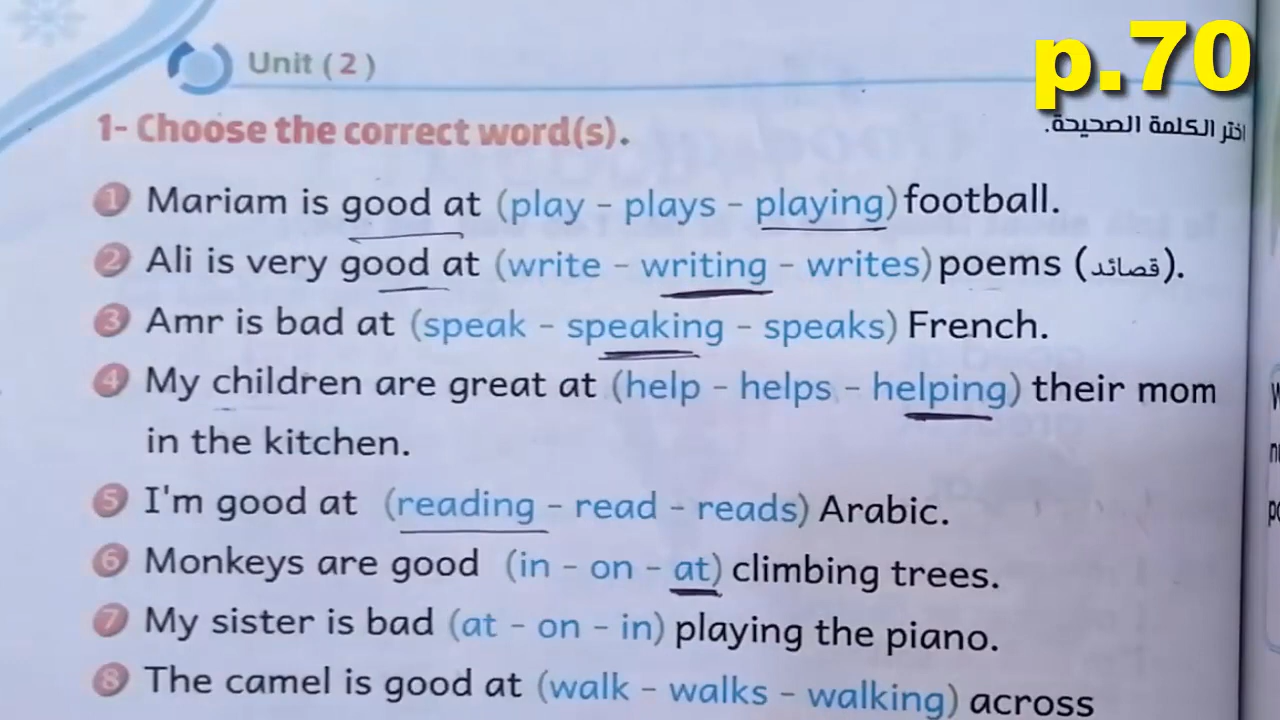 p.70
Unit (2)
1- Choose the correct word(s).
اختر الكلمة الصحيحة.
1 Mariam is good at (play - plays - playing) football.
2 Ali is very good at (write - writing - writes) poems (قصائد).
3 Amr is bad at (speak - speaking - speaks) French.
4 My children are great at (help - helps - helping) their mom
in the kitchen.
5 I'm good at (reading - read - reads) Arabic.
6 Monkeys are good (in - on - at) climbing trees.
7 My sister is bad (at - on - in) playing the piano.
8 The camel is good at (walk - walks - walking) across